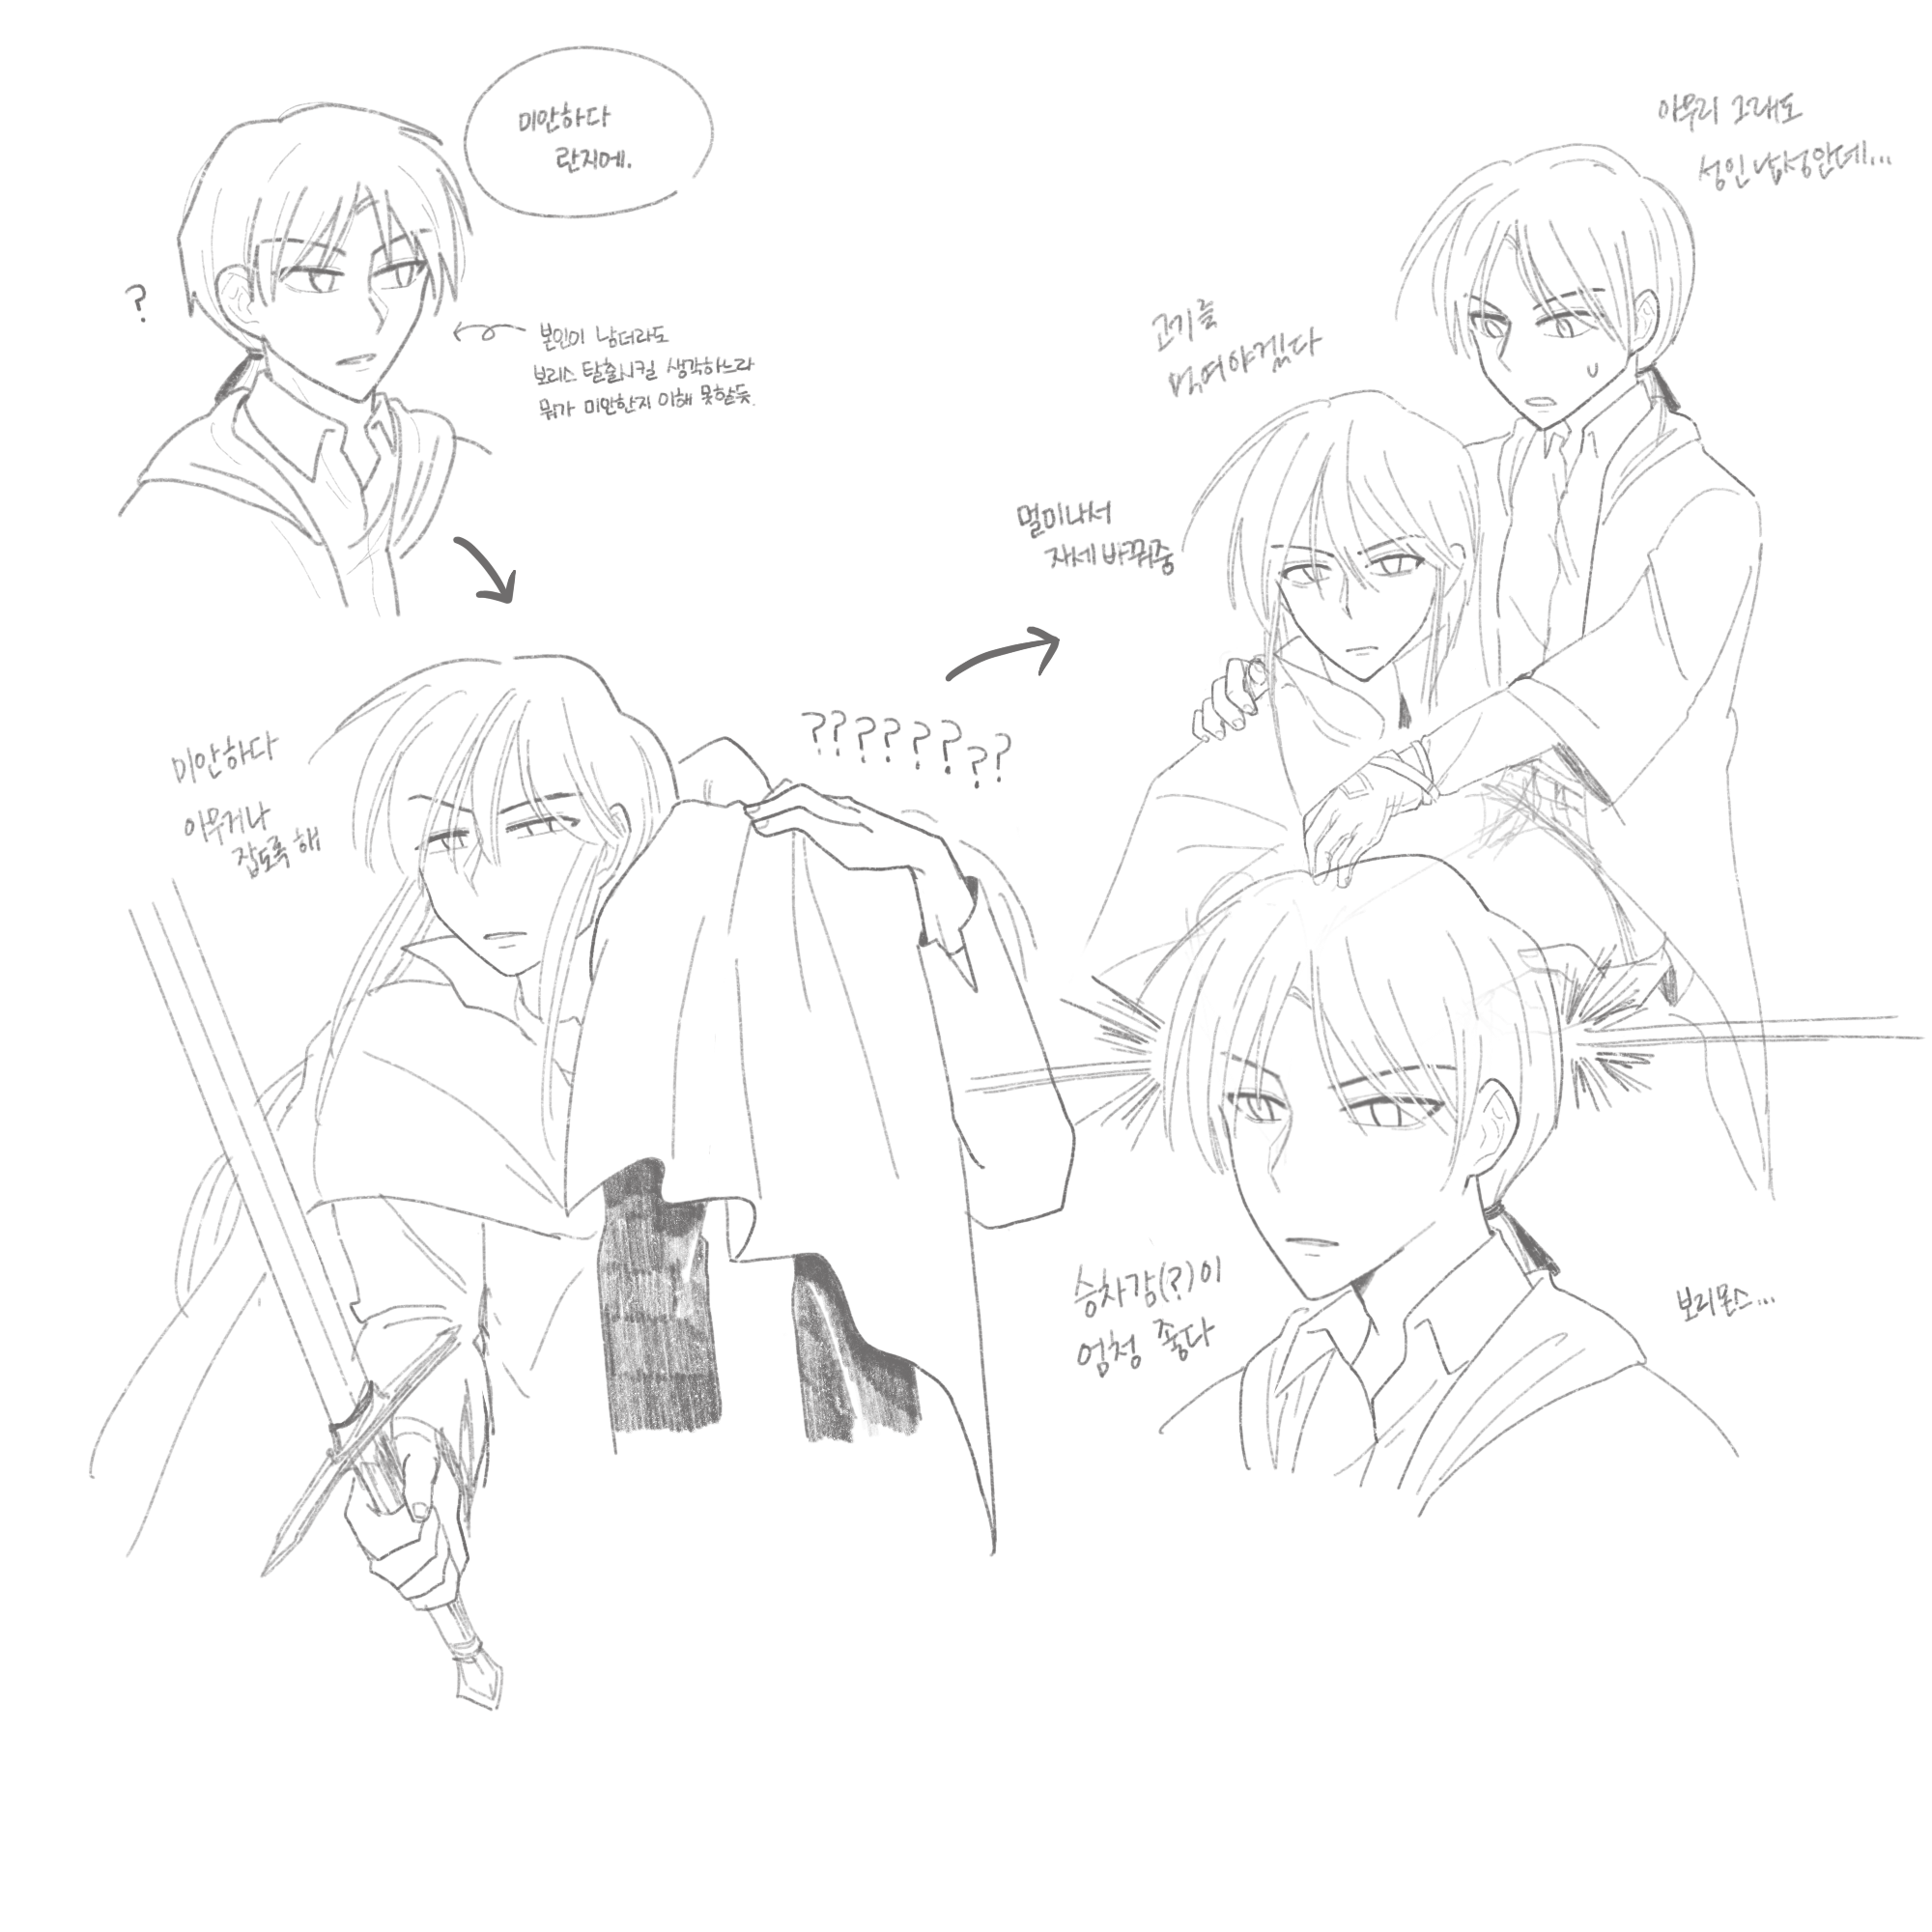 미안하다
란지에.
?
본인이 남더라도
보리스 탈출시킬 생각하느라
뭐가 미안한지 이해 못할듯.
미안하다
아무거나
잡도록 해
?????????
아무리 그래도
성인 남성인데...
고기를
먹여야겠다
멀미나서
자세 바꿔줌
승차감(?)이
엄청 좋다
보리몬스...